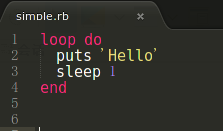 simple.rb ×
1 loop do
2   puts 'Hello'
3   sleep 1
4 end
5
6